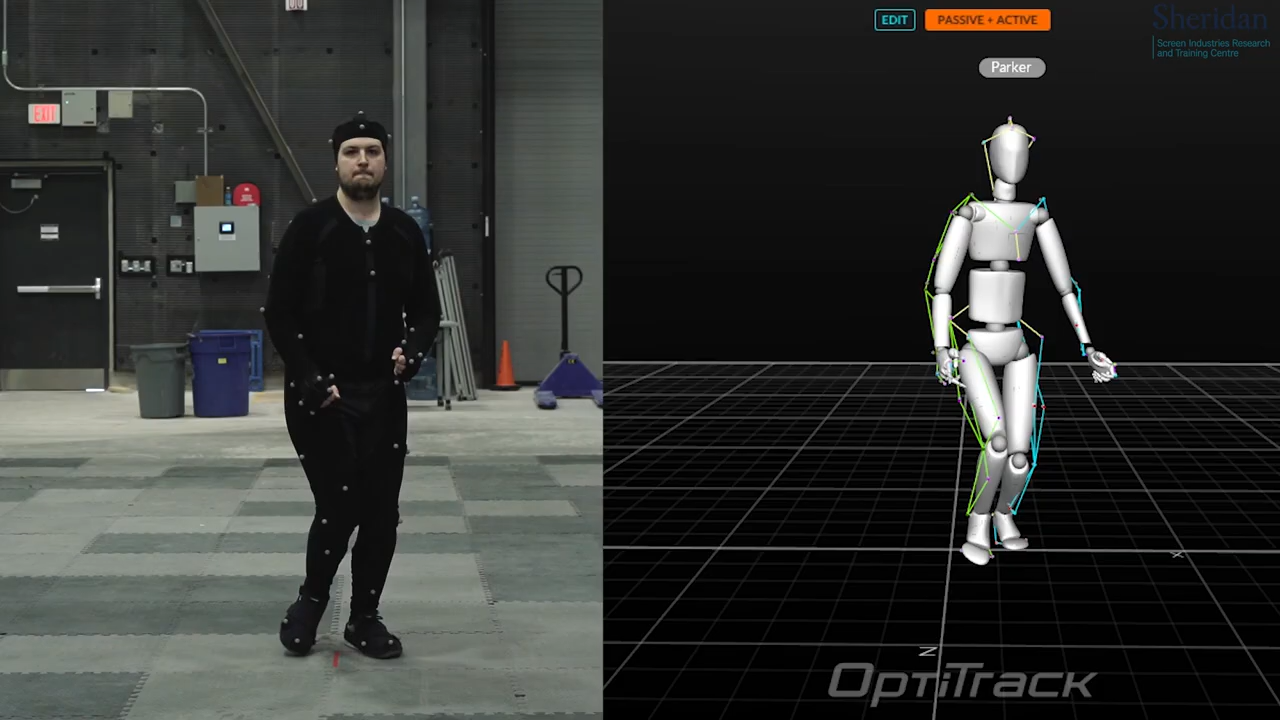 EXIT
EDIT
PASSIVE + ACTIVE
Sheridan
Screen Industries Research
and Training Centre
Parker
X
Z
OptiTrack